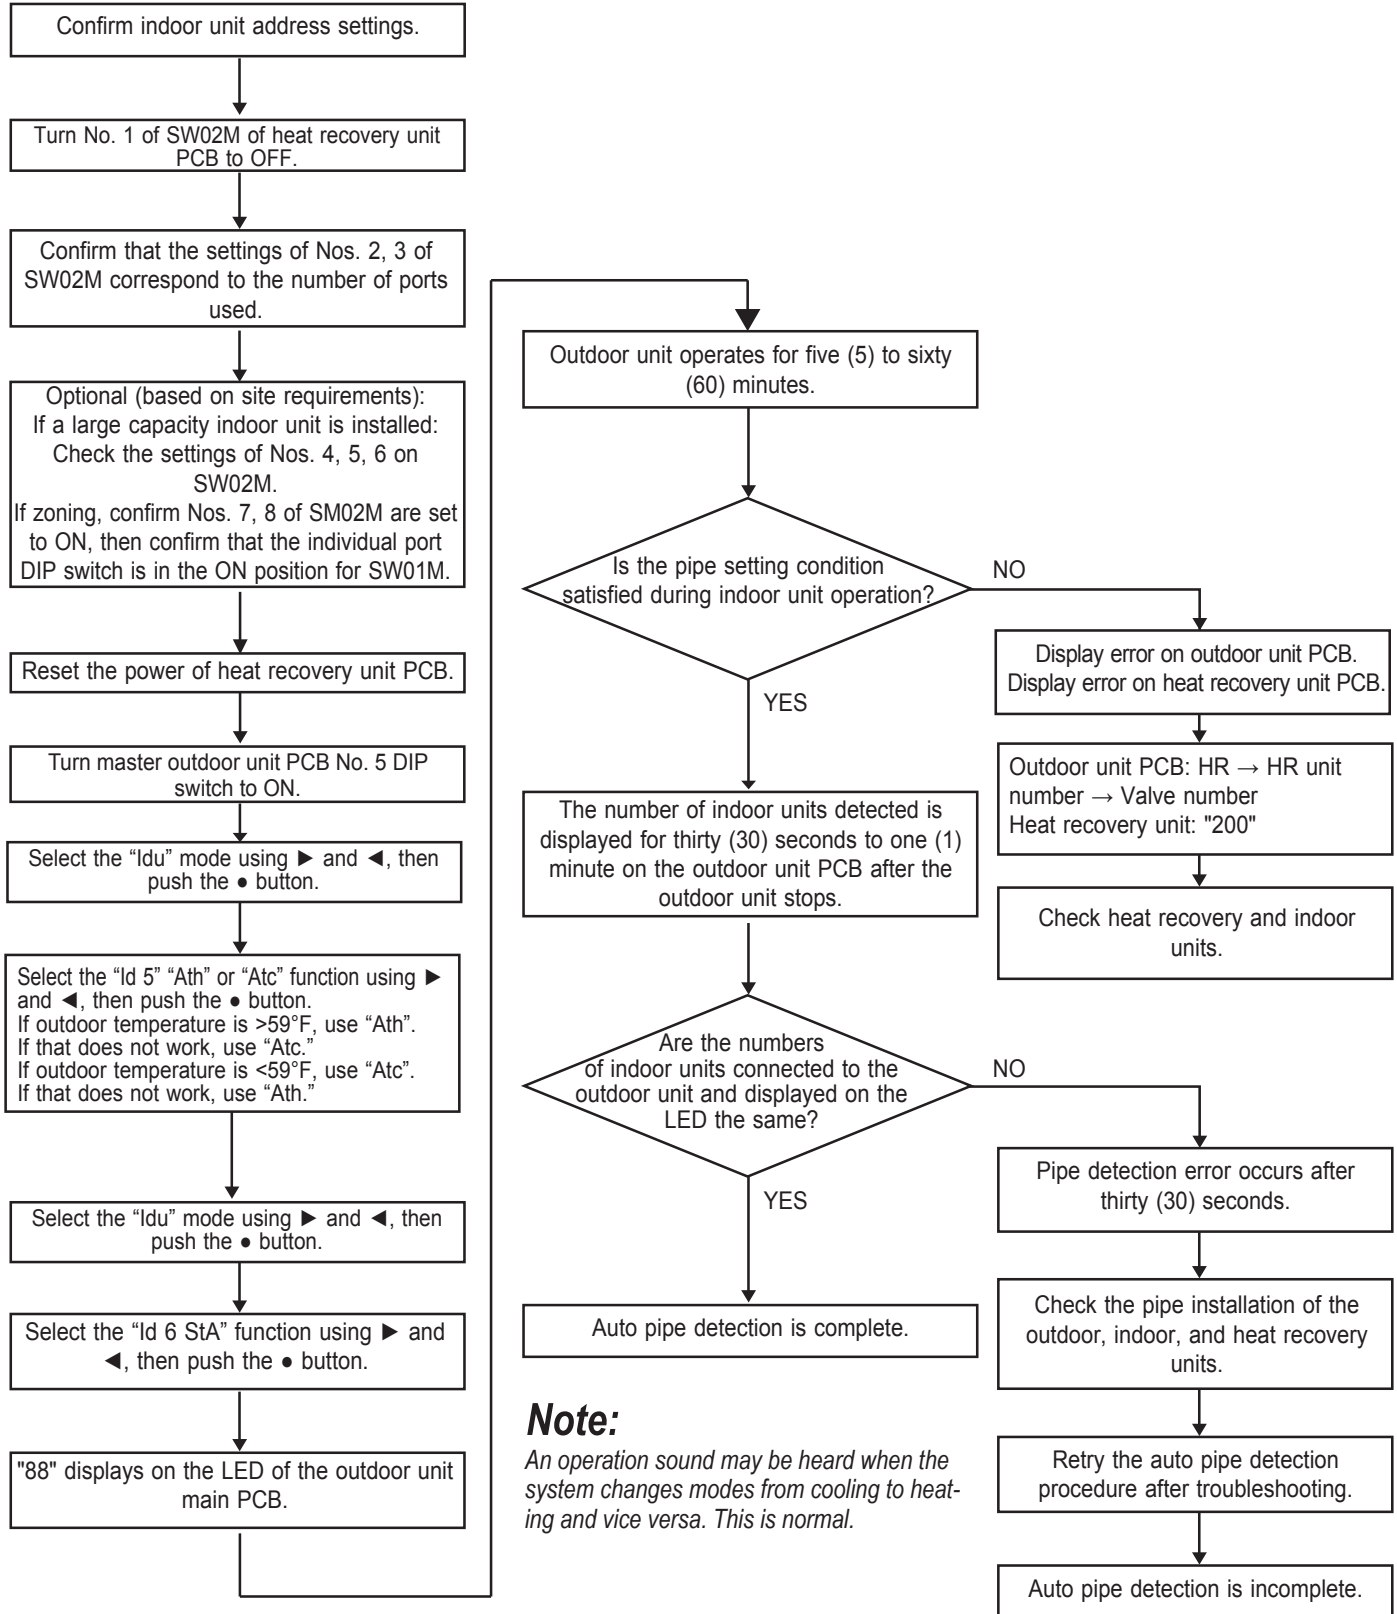 Confirm indoor unit address settings.
Turn No. 1 of SW02M of heat recovery unit
PCB to OFF.
Confirm that the settings of Nos. 2, 3 of
SW02M correspond to the number of ports
used.
Optional (based on site requirements):
If a large capacity indoor unit is installed:
Check the settings of Nos. 4, 5, 6 on
SW02M.
If zoning, confirm Nos. 7, 8 of SM02M are set
to ON, then confirm that the individual port
DIP switch is in the ON position for SW01M.
Reset the power of heat recovery unit PCB.
Turn master outdoor unit PCB No. 5 DIP
switch to ON.
Select the “Idu” mode using ► and ◄, then
push the ● button.
Select the “Id 5” “Ath” or “Atc” function using ►
and ◄, then push the ● button.
If outdoor temperature is >59°F, use “Ath”.
If that does not work, use “Atc.”
If outdoor temperature is <59°F, use “Atc”.
If that does not work, use “Ath.”
Select the “Idu” mode using ► and ◄, then
push the ● button.
Select the “Id 6 StA” function using ► and
◄, then push the ● button.
"88" displays on the LED of the outdoor unit
main PCB.
Outdoor unit operates for five (5) to sixty
(60) minutes.
Is the pipe setting condition
satisfied during indoor unit operation?
NO
YES
Display error on outdoor unit PCB.
Display error on heat recovery unit PCB.
Outdoor unit PCB: HR → HR unit
number → Valve number
Heat recovery unit: "200"
Check heat recovery and indoor
units.
The number of indoor units detected is
displayed for thirty (30) seconds to one (1)
minute on the outdoor unit PCB after the
outdoor unit stops.
Are the numbers
of indoor units connected to the
outdoor unit and displayed on the
LED the same?
NO
YES
Pipe detection error occurs after
thirty (30) seconds.
Check the pipe installation of the
outdoor, indoor, and heat recovery
units.
Retry the auto pipe detection
procedure after troubleshooting.
Auto pipe detection is incomplete.
Auto pipe detection is complete.
Note:
An operation sound may be heard when the
system changes modes from cooling to heat-
ing and vice versa. This is normal.